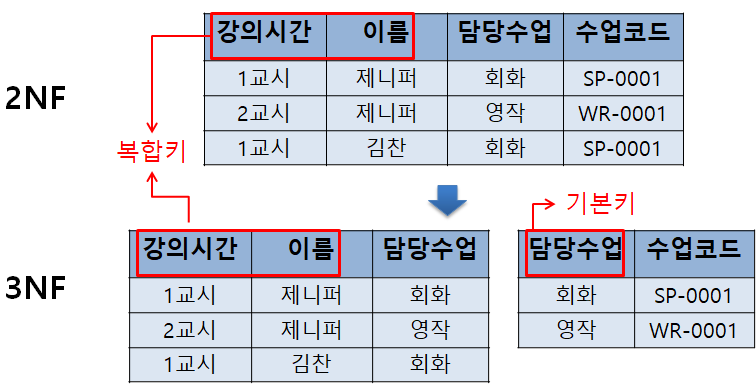 강의시간 이름 담당수업 수업코드
1교시 제니퍼 회화 SP-0001
2NF
2교시 제니퍼 영작 WR-0001
1교시 김찬 회화 SP-0001
복합키
기본키
강의시간 이름 담당수업
담당수업 수업코드
3NF
1교시 제니퍼 회화
회화 SP-0001
2교시 제니퍼 영작
영작 WR-0001
1교시 김찬 회화